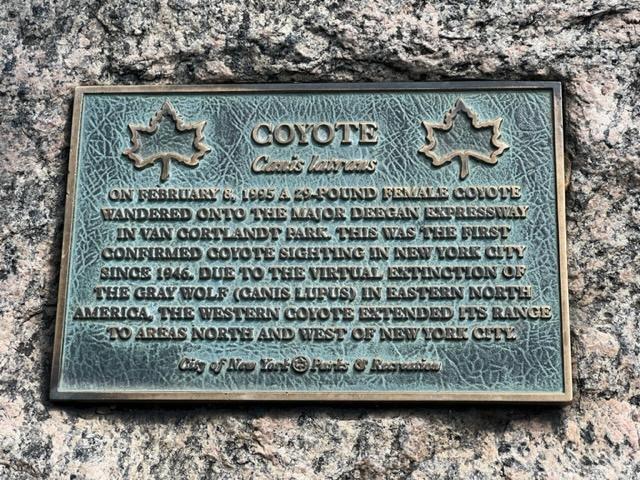 COYOTE
Canis latrans
ON FEBRUARY 8, 1995 A 29-POUND FEMALE COYOTE
WANDERED ONTO THE MAJOR DEEGAN EXPRESSWAY
IN VAN CORTLANDT PARK. THIS WAS THE FIRST
CONFIRMED COYOTE SIGHTING IN NEW YORK CITY
SINCE 1946. DUE TO THE VIRTUAL EXTINCTION OF
THE GRAY WOLF (CANIS LUPUS) IN EASTERN NORTH
AMERICA, THE WESTERN COYOTE EXTENDED ITS RANGE
TO AREAS NORTH AND WEST OF NEW YORK CITY.
City of New York Parks & Recreation